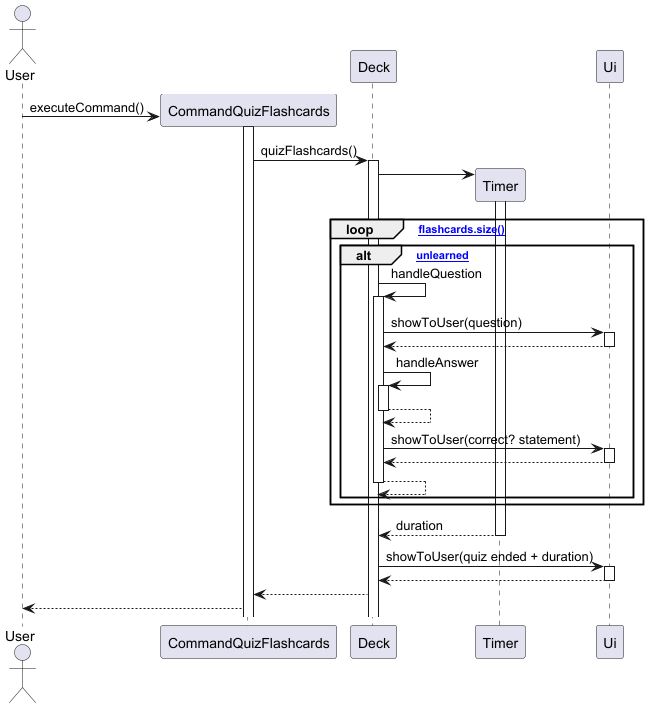 User
Deck
Ui
executeCommand()
CommandQuizFlashcards
quizFlashcards()
Timer
loop
flashcards.size()
alt
unlearned
handleQuestion
showToUser(question)
handleAnswer
showToUser(correct? statement)
duration
showToUser(quiz ended + duration)
User
CommandQuizFlashcards
Deck
Timer
Ui